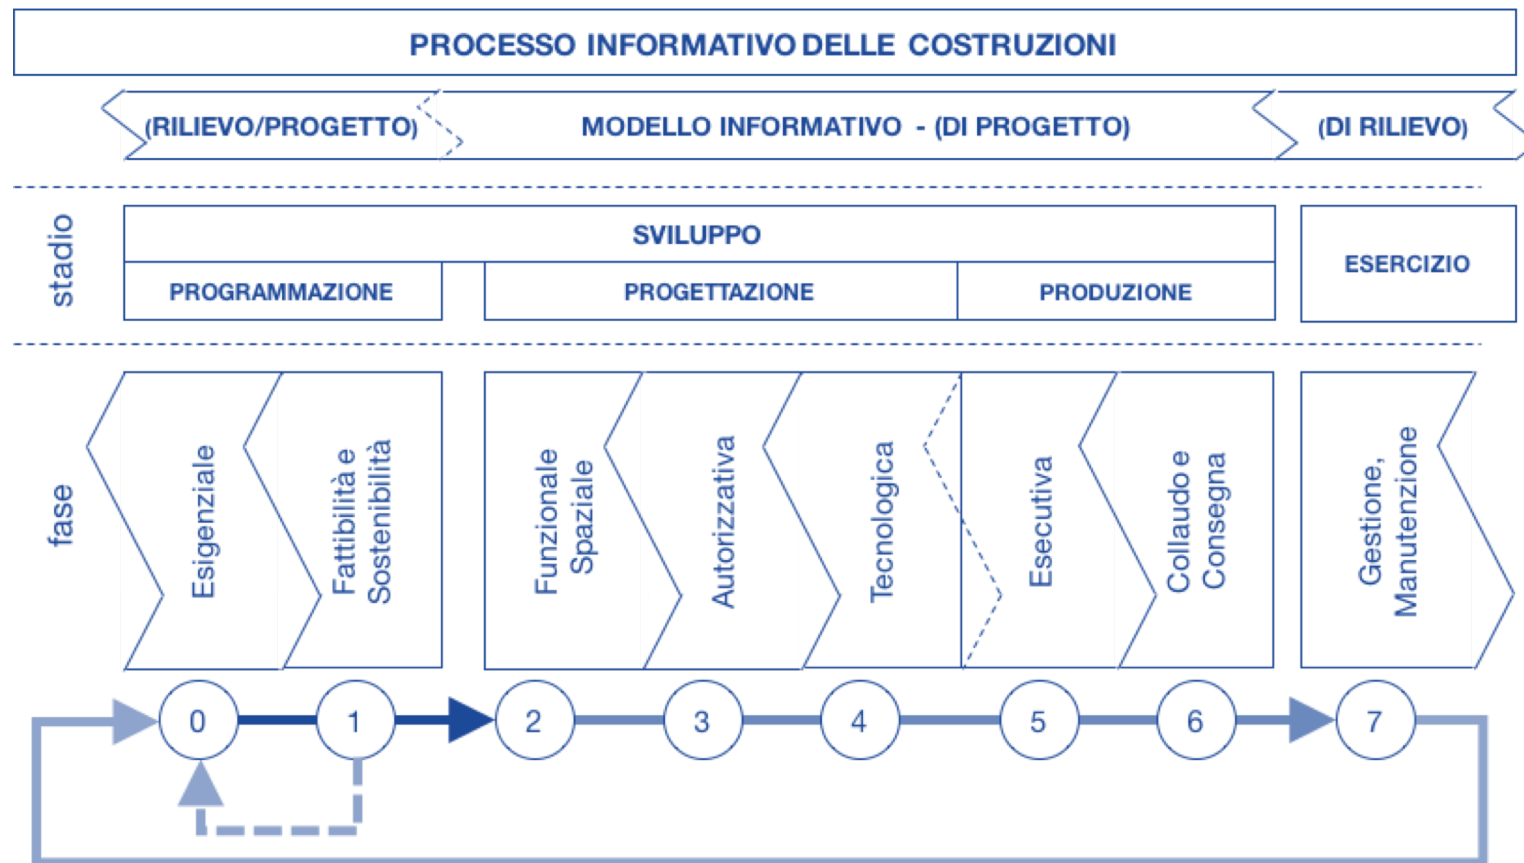 PROCESSO INFORMATIVO DELLE COSTRUZIONI
(RILIEVO/PROGETTO)
MODELLO INFORMATIVO - (DI PROGETTO)
(DI RILIEVO)
stadio
SVILUPPO
PROGRAMMAZIONE
PROGETTAZIONE
PRODUZIONE
ESERCIZIO
fase
Esigenziale
Fattibilità e
Sostenibilità
Funzionale
Spaziale
Autorizzativa
Tecnologica
Esecutiva
Collaudo e
Consegna
Gestione,
Manutenzione
0
1
2
3
4
5
6
7